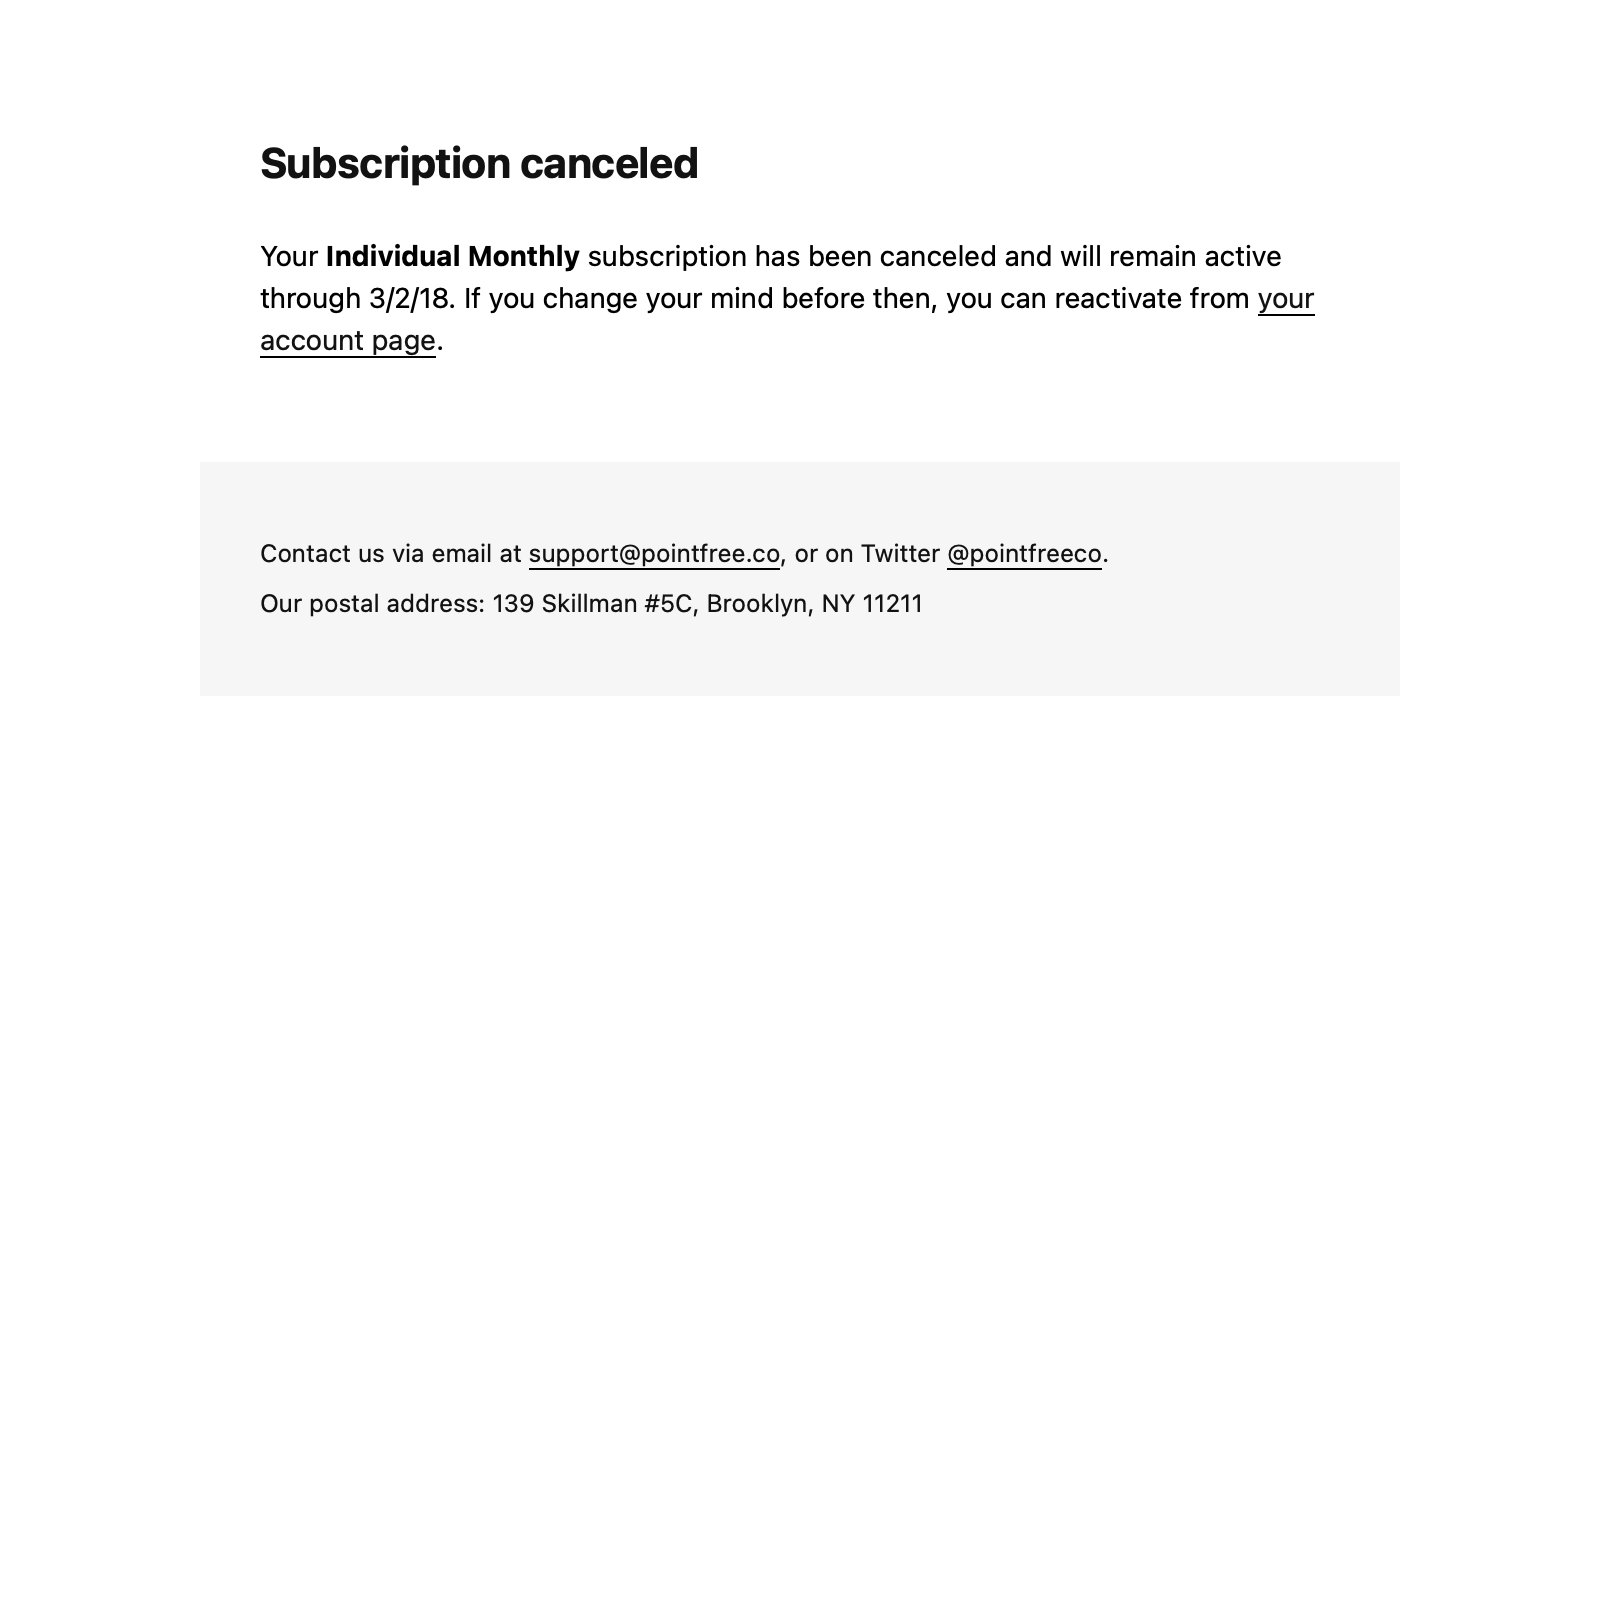 Subscription canceled
Your Individual Monthly subscription has been canceled and will remain active
through 3/2/18. If you change your mind before then, you can reactivate from your
account page.
Contact us via email at support@pointfree.co, or on Twitter @pointfreeco.
Our postal address: 139 Skillman #5C, Brooklyn, NY 11211